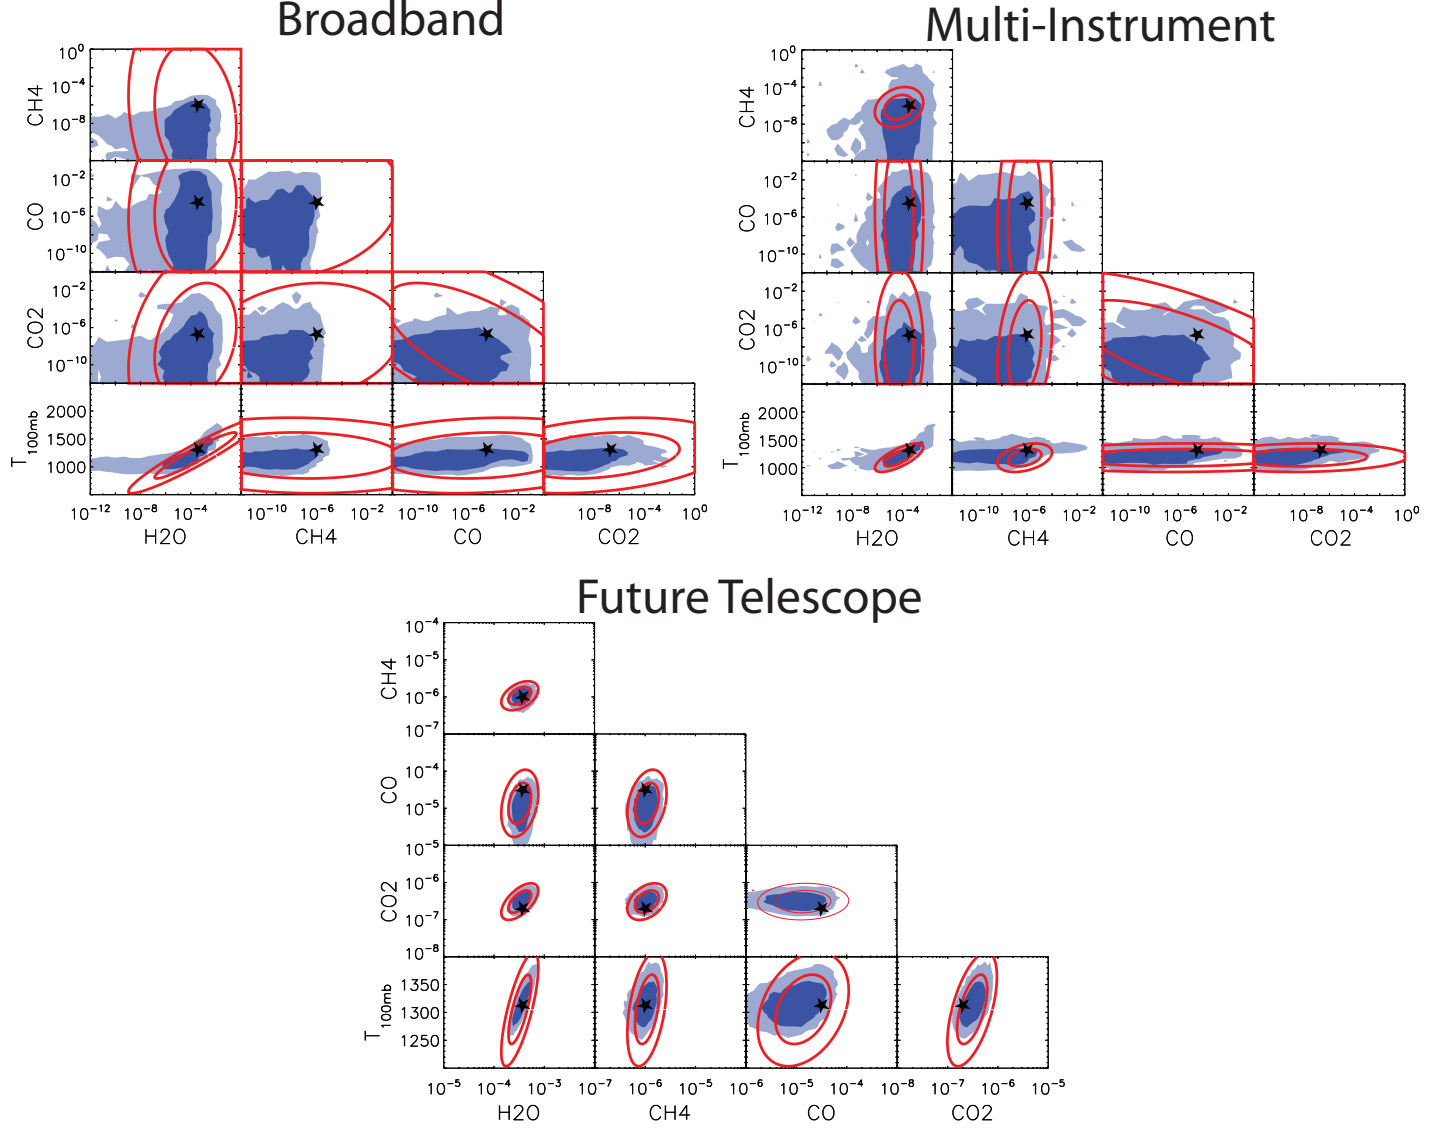 Broadband
Multi-Instrument
10⁰
10⁻⁴
10⁻⁸
CH4
10⁻²
10⁻⁶
10⁻¹⁰
CO
10⁻²
10⁻⁶
10⁻¹⁰
CO2
2000
1500
1000
T100mb
10⁻¹² 10⁻⁸ 10⁻⁴ 10⁻¹⁰ 10⁻⁶ 10⁻² 10⁻¹⁰ 10⁻⁶ 10⁻² 10⁻⁸ 10⁻⁴ 10⁰
H2O CH4 CO CO2
10⁰
10⁻⁴
10⁻⁸
CH4
10⁻²
10⁻⁶
10⁻¹⁰
CO
10⁻²
10⁻⁶
10⁻¹⁰
CO2
2000
1500
1000
T100mb
10⁻¹² 10⁻⁸ 10⁻⁴ 10⁻¹⁰ 10⁻⁶ 10⁻² 10⁻¹⁰ 10⁻⁶ 10⁻² 10⁻⁸ 10⁻⁴ 10⁰
H2O CH4 CO CO2
Future Telescope
10⁻⁴
10⁻⁵
10⁻⁶
10⁻⁷
CH4
10⁻⁴
10⁻⁵
CO
10⁻⁵
10⁻⁶
10⁻⁷
10⁻⁸
CO2
1350
1300
1250
T100mb
10⁻⁵ 10⁻⁴ 10⁻³ 10⁻⁷ 10⁻⁶ 10⁻⁵ 10⁻⁶ 10⁻⁵ 10⁻⁴ 10⁻⁸ 10⁻⁷ 10⁻⁶ 10⁻⁵
H2O CH4 CO CO2